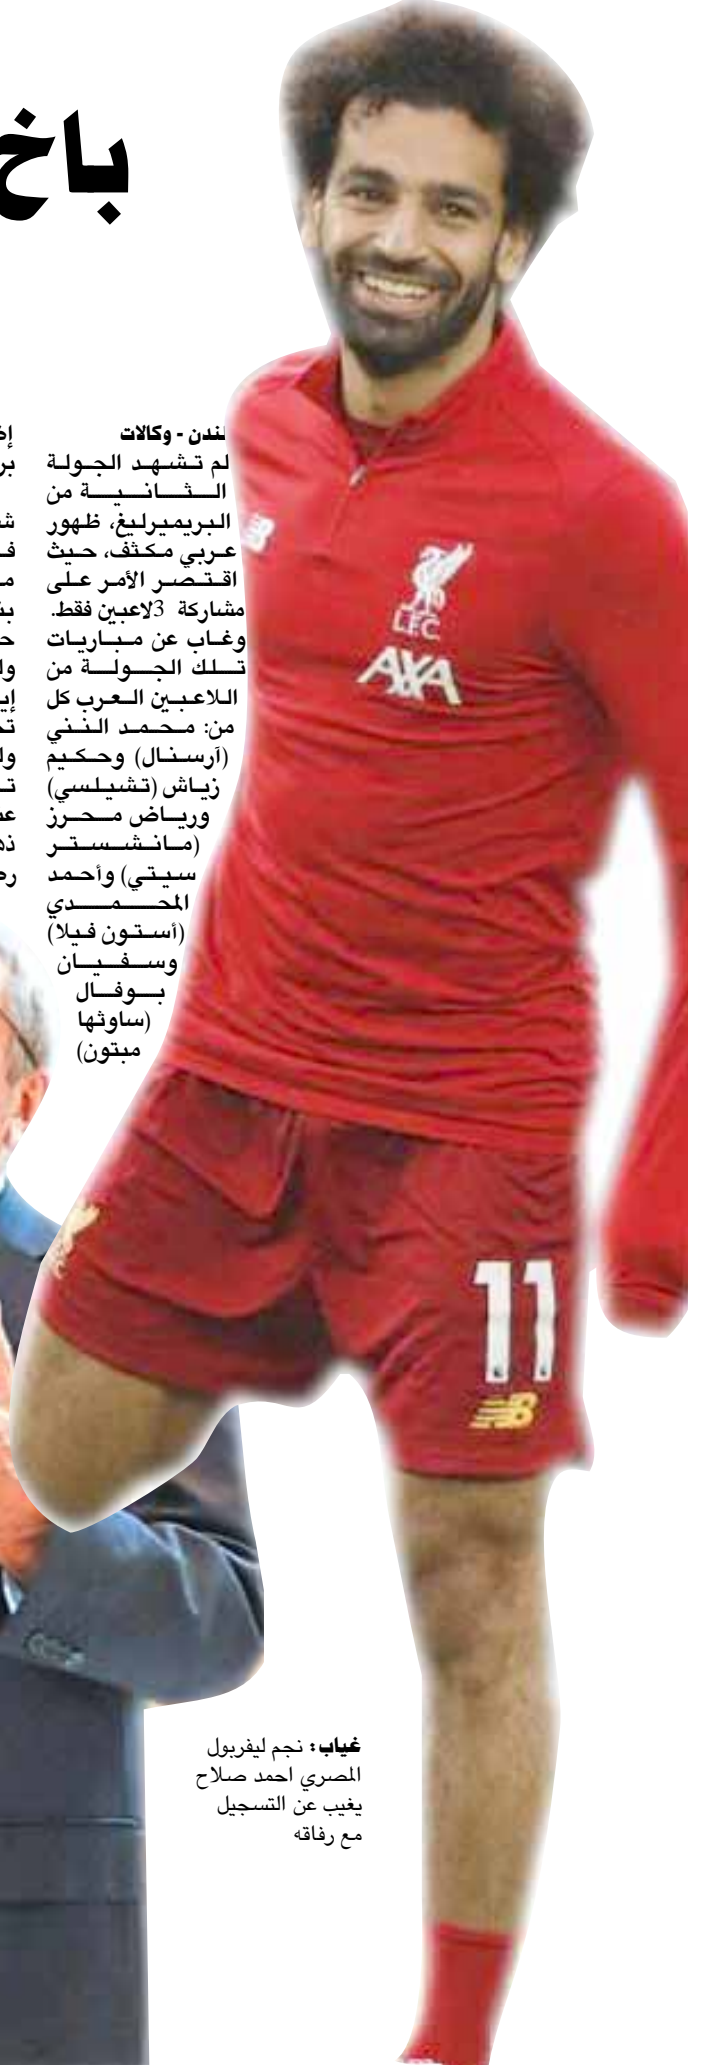 باخ
لندن - وكالات
لم تشهد الجولة
الثانية من
البريميرليغ، ظهور
عربي مكثف، حيث
اقتصر الأمر على
مشاركة 3لاعبين فقط.
وغاب عن مباريات
تلك الجولة من
اللاعبين العرب كل
من: محمد النني
(آرسنال) وحكيم
زياش (تشيلسي)
ورياض محرز
(مانشستر
سيتي) وأحمد
المحمدي
(أستون فيلا)
وسفيان
بوفال
(ساوثها
مبتون)
LFC
AXA
11
غياب: نجم ليفربول
المصري احمد صلاح
يغيب عن التسجيل
مع رفاقه